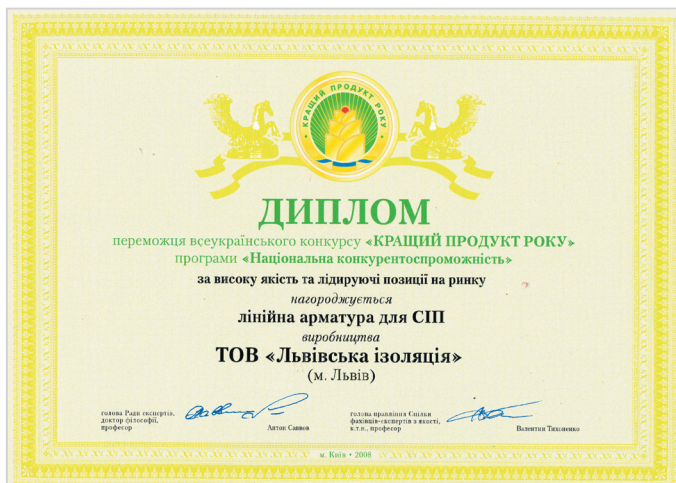 КРАЩИЙ ПРОДУКТ РОКУ
ДИПЛОМ
переможця всеукраїнського конкурсу «КРАЩИЙ ПРОДУКТ РОКУ»
програми «Національна конкурентоспроможність»
за високу якість та лідируючі позиції на ринку
нагороджується
лінійна арматура для СІП
виробництва
ТОВ «Львівська ізоляція»
(м. Львів)
голова Ради експертів,
доктор філософії,
професор
Антон
голова правління Спілки
фахівців-експертів з якості,
к.т.н., професор
Валентин Тихоненко
м. Київ • 2008